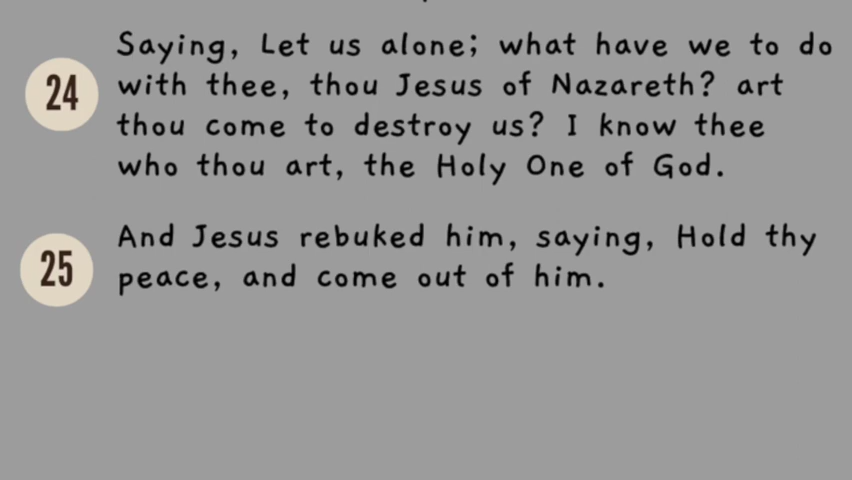 Saying, Let us alone; what have we to do
24
with thee, thou Jesus of Nazareth? art
thou come to destroy us? I know thee
who thou art, the Holy One of God.
25
And Jesus rebuked him, saying, Hold thy
peace, and come out of him.